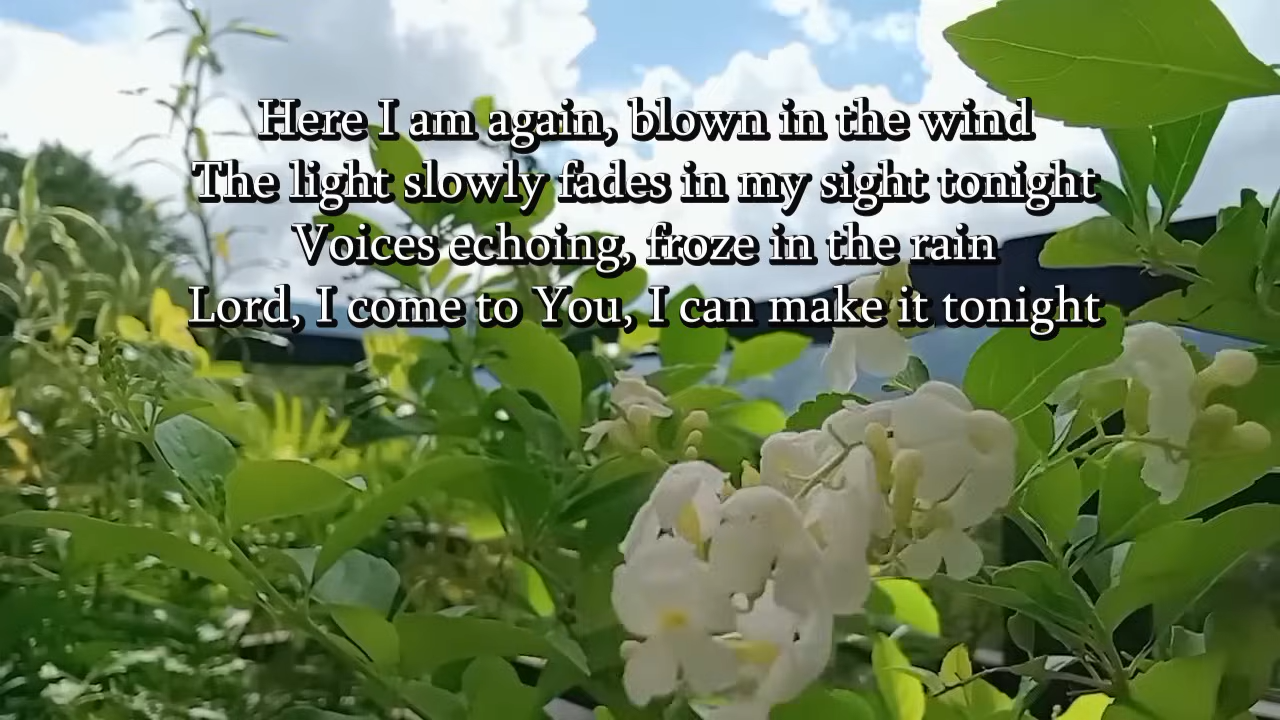 Here I am again, blown in the wind
The light slowly fades in my sight tonight
Voices echoing, froze in the rain
Lord, I come to You, I can make it tonight